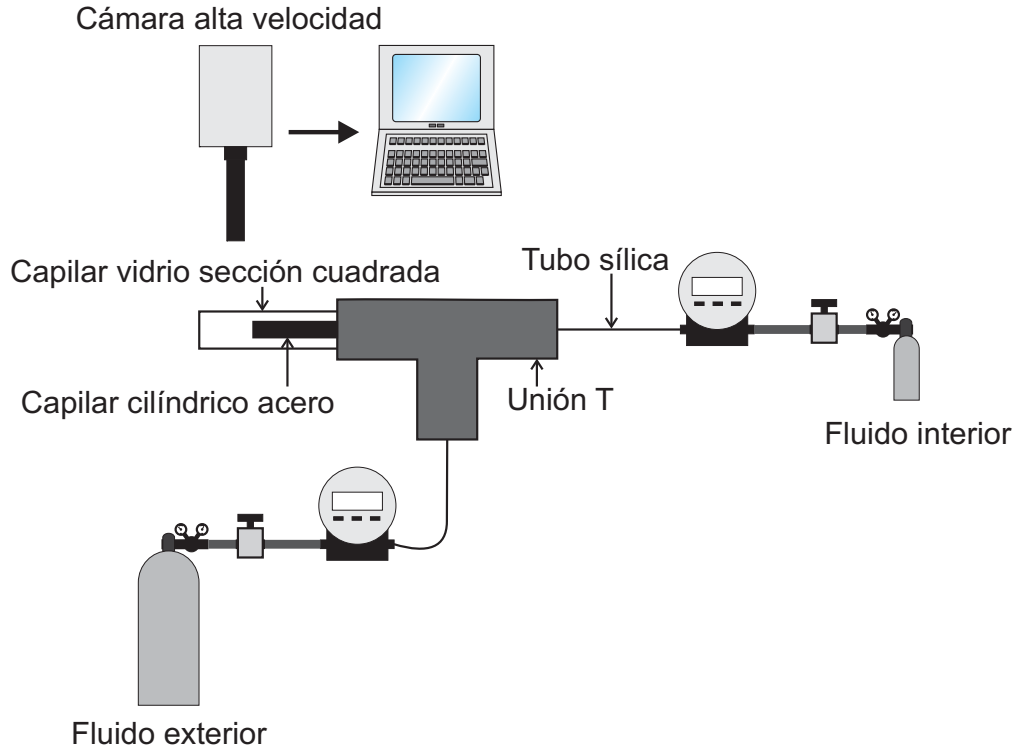 Cámara alta velocidad
Capilar vidrio sección cuadrada
Tubo sílica
Capilar cilíndrico acero
Unión T
Fluido interior
Fluido exterior